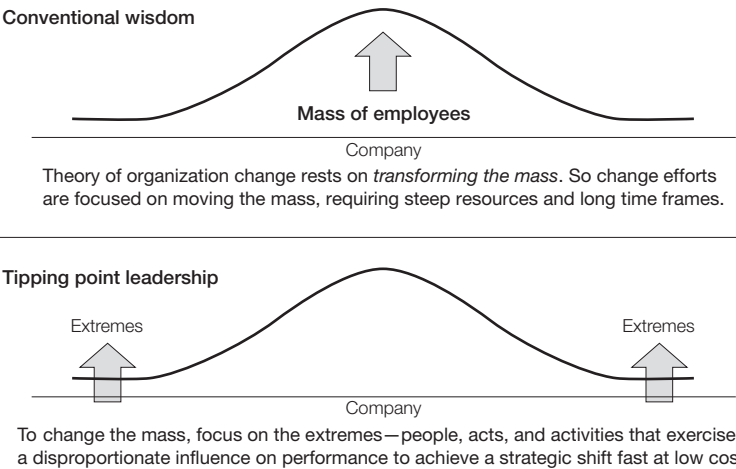 Conventional wisdom
Mass of employees
Company
Theory of organization change rests on transforming the mass. So change efforts
are focused on moving the mass, requiring steep resources and long time frames.
Tipping point leadership
Extremes
Extremes
Company
To change the mass, focus on the extremes—people, acts, and activities that exercise
a disproportionate influence on performance to achieve a strategic shift fast at low cos